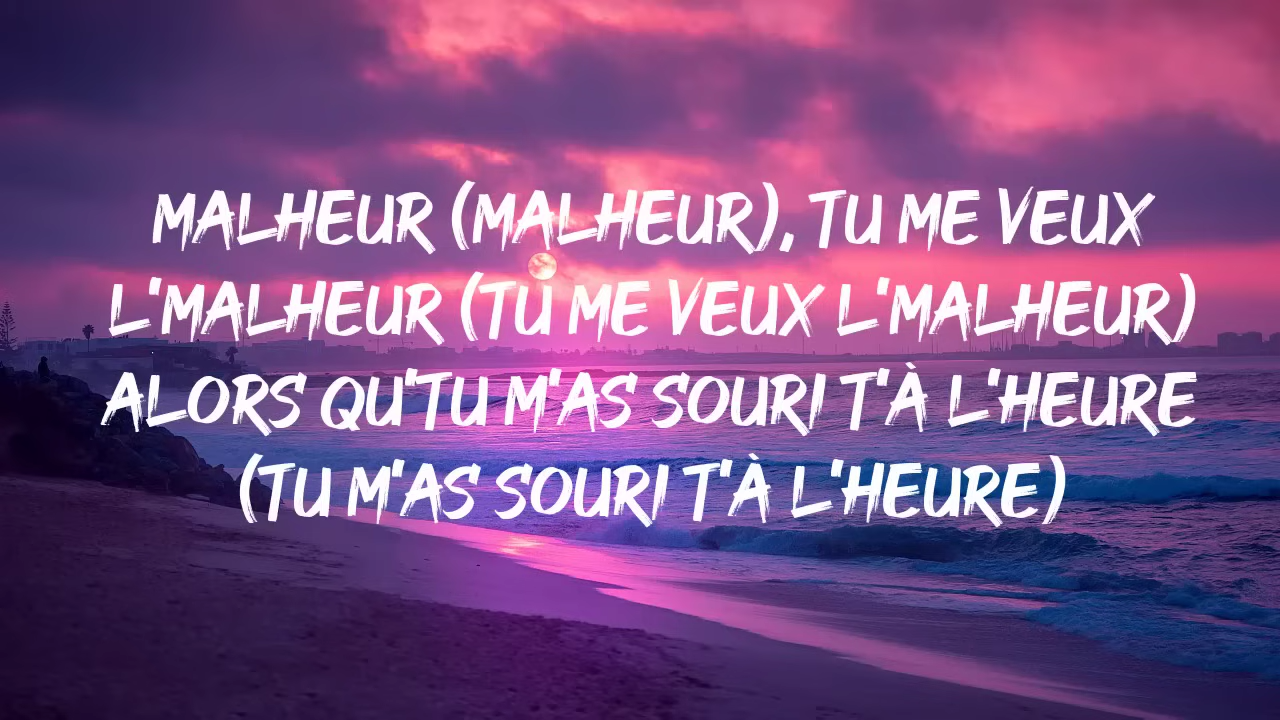 MALHEUR (MALHEUR), TU ME VEUX
L'MALHEUR (TU ME VEUX L'MALHEUR)
ALORS QU'TU M'AS SOURI T'À L'HEURE
(TU M'AS SOURI T'À L'HEURE)